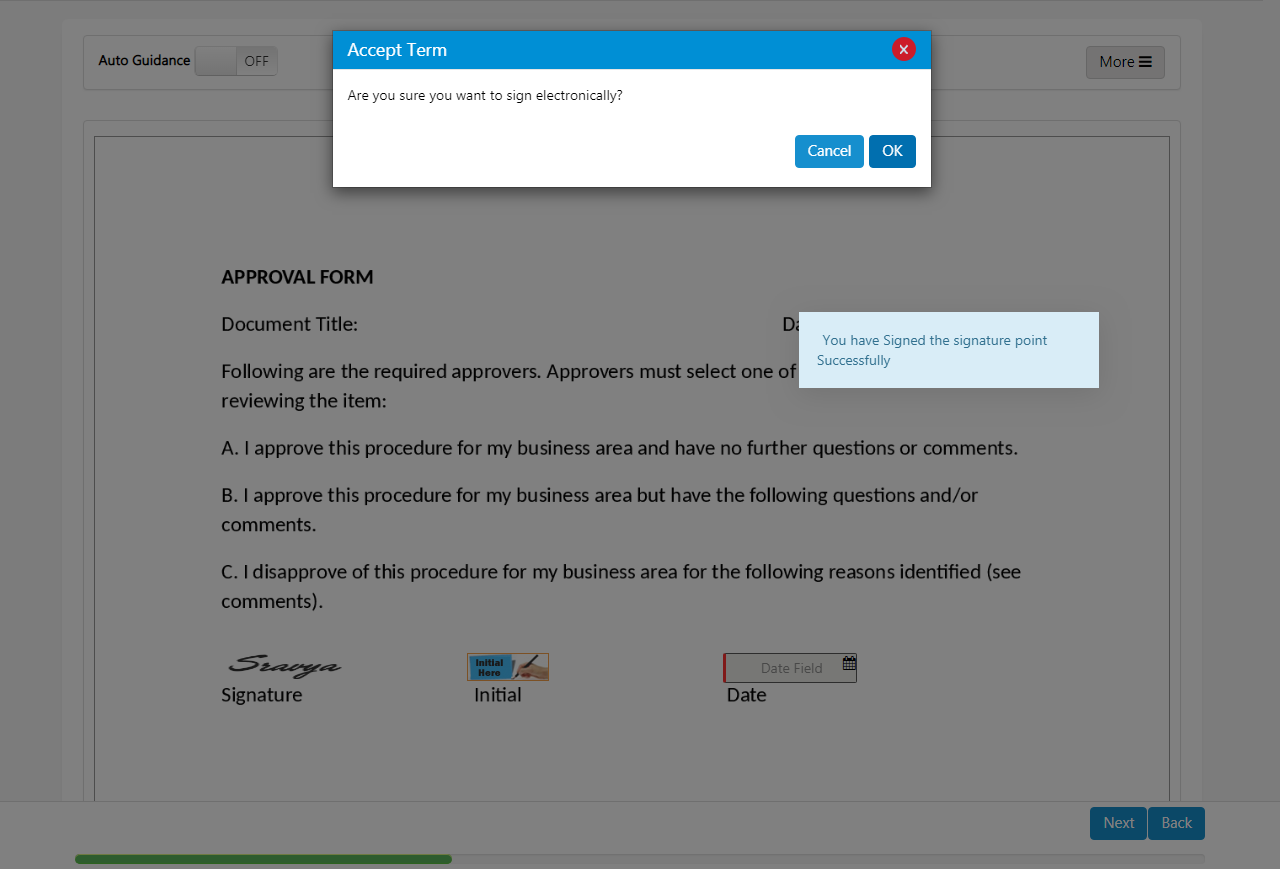 Accept Term
Auto Guidance OFF
More
Are you sure you want to sign electronically?
Cancel OK
APPROVAL FORM
Document Title:
You have Signed the signature point
Successfully
Following are the required approvers. Approvers must select one of
reviewing the item:
A. I approve this procedure for my business area and have no further questions or comments.
B. I approve this procedure for my business area but have the following questions and/or
comments.
C. I disapprove of this procedure for my business area for the following reasons identified (see
comments).
Sravya
Initial
Here
Date Field
Signature Initial Date
Next Back